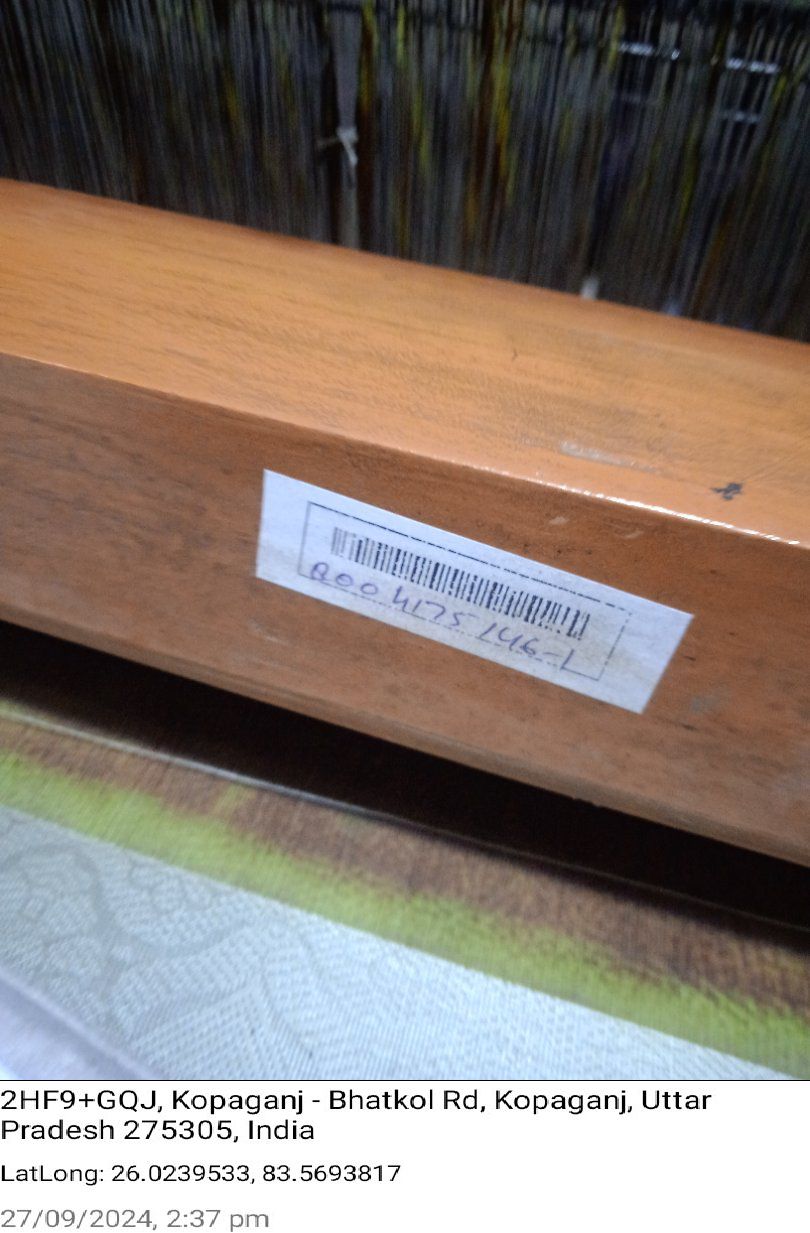 R004175146-1
2HF9+GQJ, Kopaganj - Bhatkol Rd, Kopaganj, Uttar
Pradesh 275305, India
LatLong: 26.0239533, 83.5693817
27/09/2024, 2:37 pm